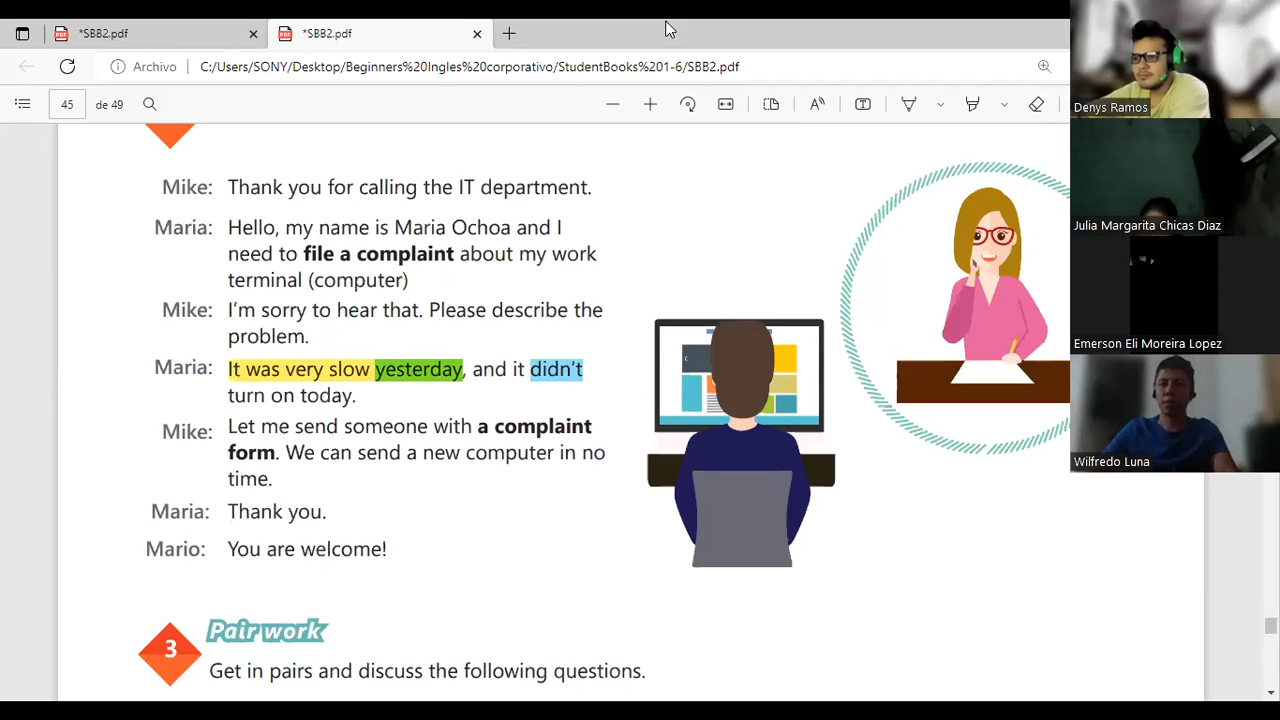 *SBB2.pdf
*SBB2.pdf
Archivo
C:/Users/SONY/Desktop/Beginners%20Ingles%20corporativo/StudentBooks%201-6/SBB2.pdf
45
de 49
Mike: Thank you for calling the IT department.
Maria: Hello, my name is Maria Ochoa and I
need to file a complaint about my work
terminal (computer)
Mike: I'm sorry to hear that. Please describe the
problem.
Maria: It was very slow yesterday, and it didn't
turn on today.
Mike: Let me send someone with a complaint
form. We can send a new computer in no
time.
Maria: Thank you.
Mario: You are welcome!
3
Pair work
Get in pairs and discuss the following questions.
Denys Ramos
Julia Margarita Chicas Diaz
Emerson Eli Moreira Lopez
Wilfredo Luna